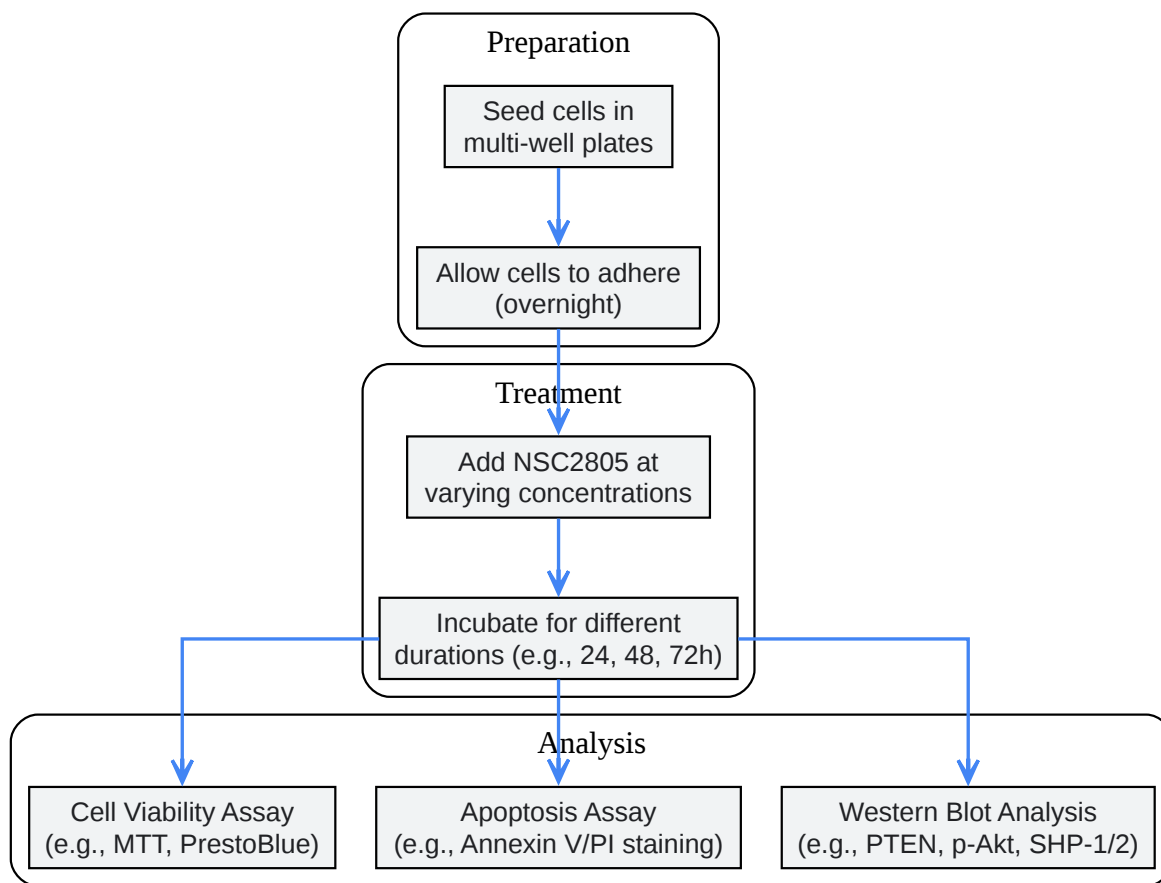 Preparation
Seed cells in
multi-well plates
Allow cells to adhere
(overnight)
Treatment
Add NSC2805 at
varying concentrations
Incubate for different
durations (e.g., 24, 48, 72h)
Analysis
Cell Viability Assay
(e.g., MTT, PrestoBlue)
Apoptosis Assay
(e.g., Annexin V/PI staining)
Western Blot Analysis
(e.g., PTEN, p-Akt, SHP-1/2)